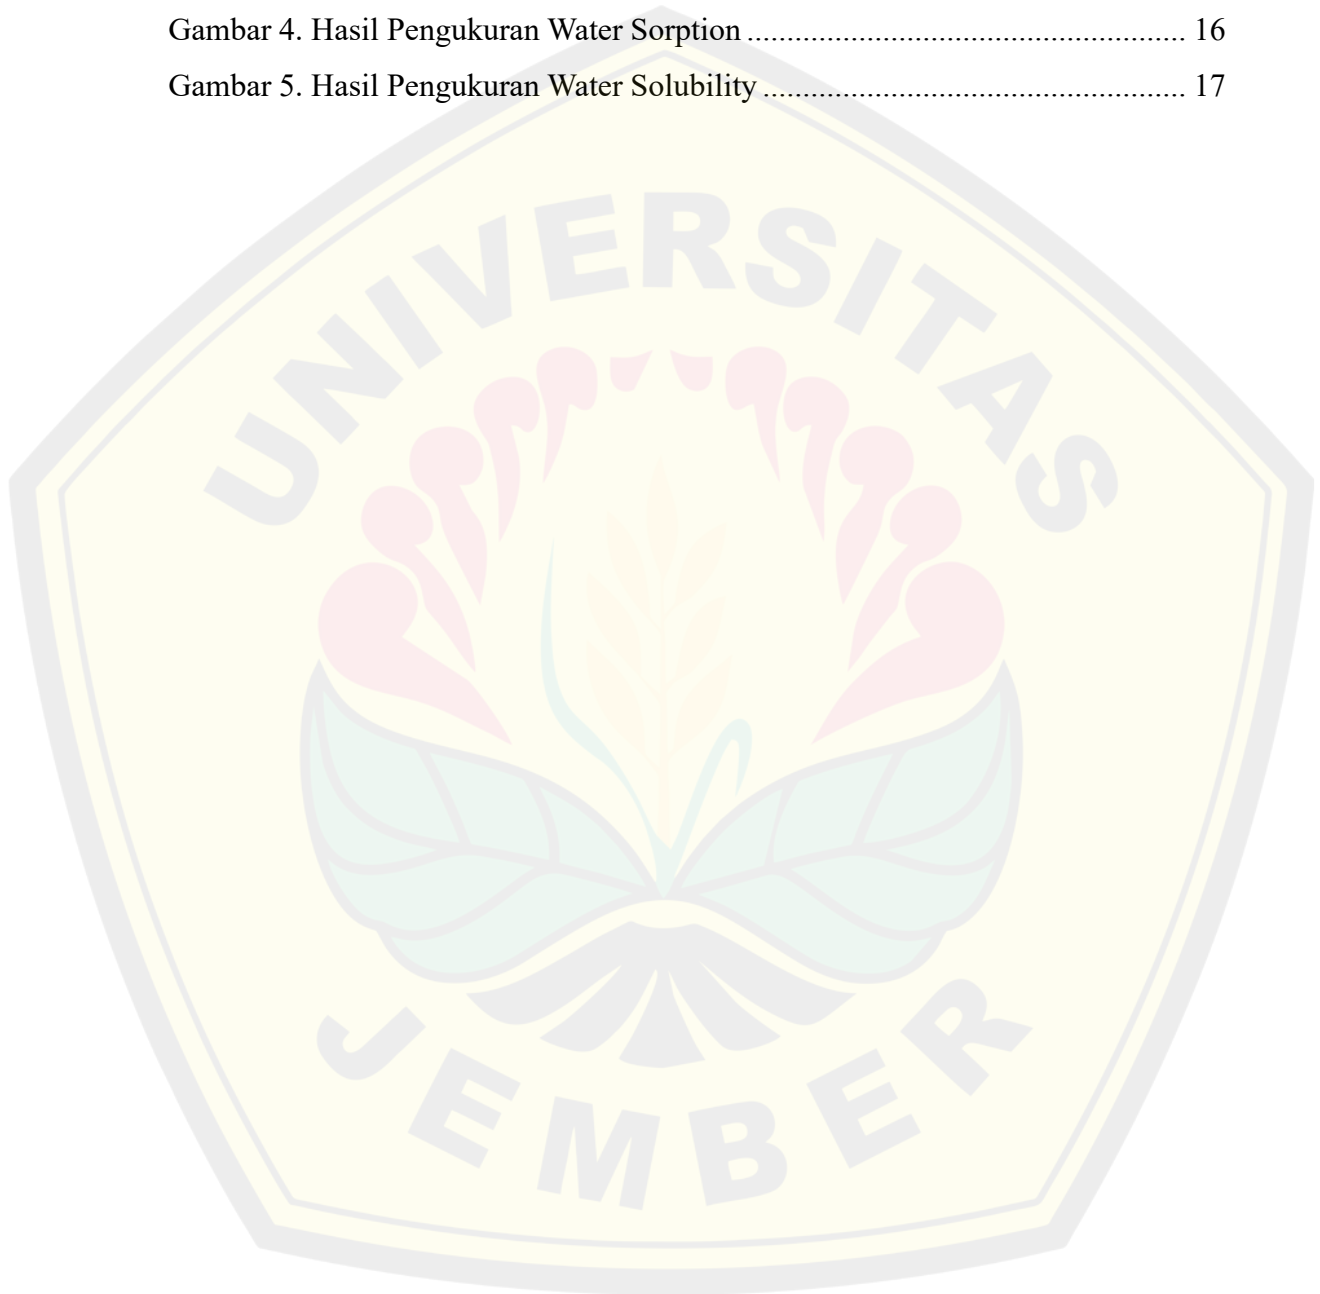 Gambar 4. Hasil Pengukuran Water Sorption ....................................................... 16
Gambar 5. Hasil Pengukuran Water Solubility ..................................................... 17
UNIVERSITAS
JEMBER